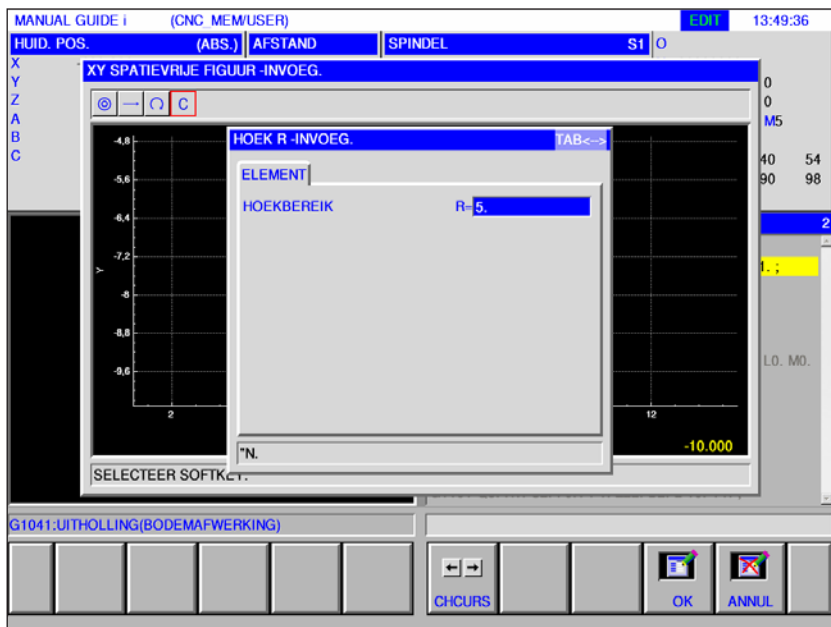 MANUAL GUIDE i (CNC_MEM/USER) EDIT 13:49:36
HUID. POS. (ABS.) AFSTAND SPINDEL S1 O
X
Y 0
Z 0
A M5
B
C 40 54
90 98
XY SPATIEVRIJE FIGUUR -INVOEG.
C
HOEK R -INVOEG. TAB<-->
ELEMENT
HOEKBEREIK R=5.
2
1. ;
L0. M0.
-4,8
-5,6
-6,4
-7,2
Y
-8
-8,8
-9,6
2 12
-10.000
"N.
SELECTEER SOFTKEY.
G1041:UITHOLLING(BODEMAFWERKING)
CHCURS OK ANNUL